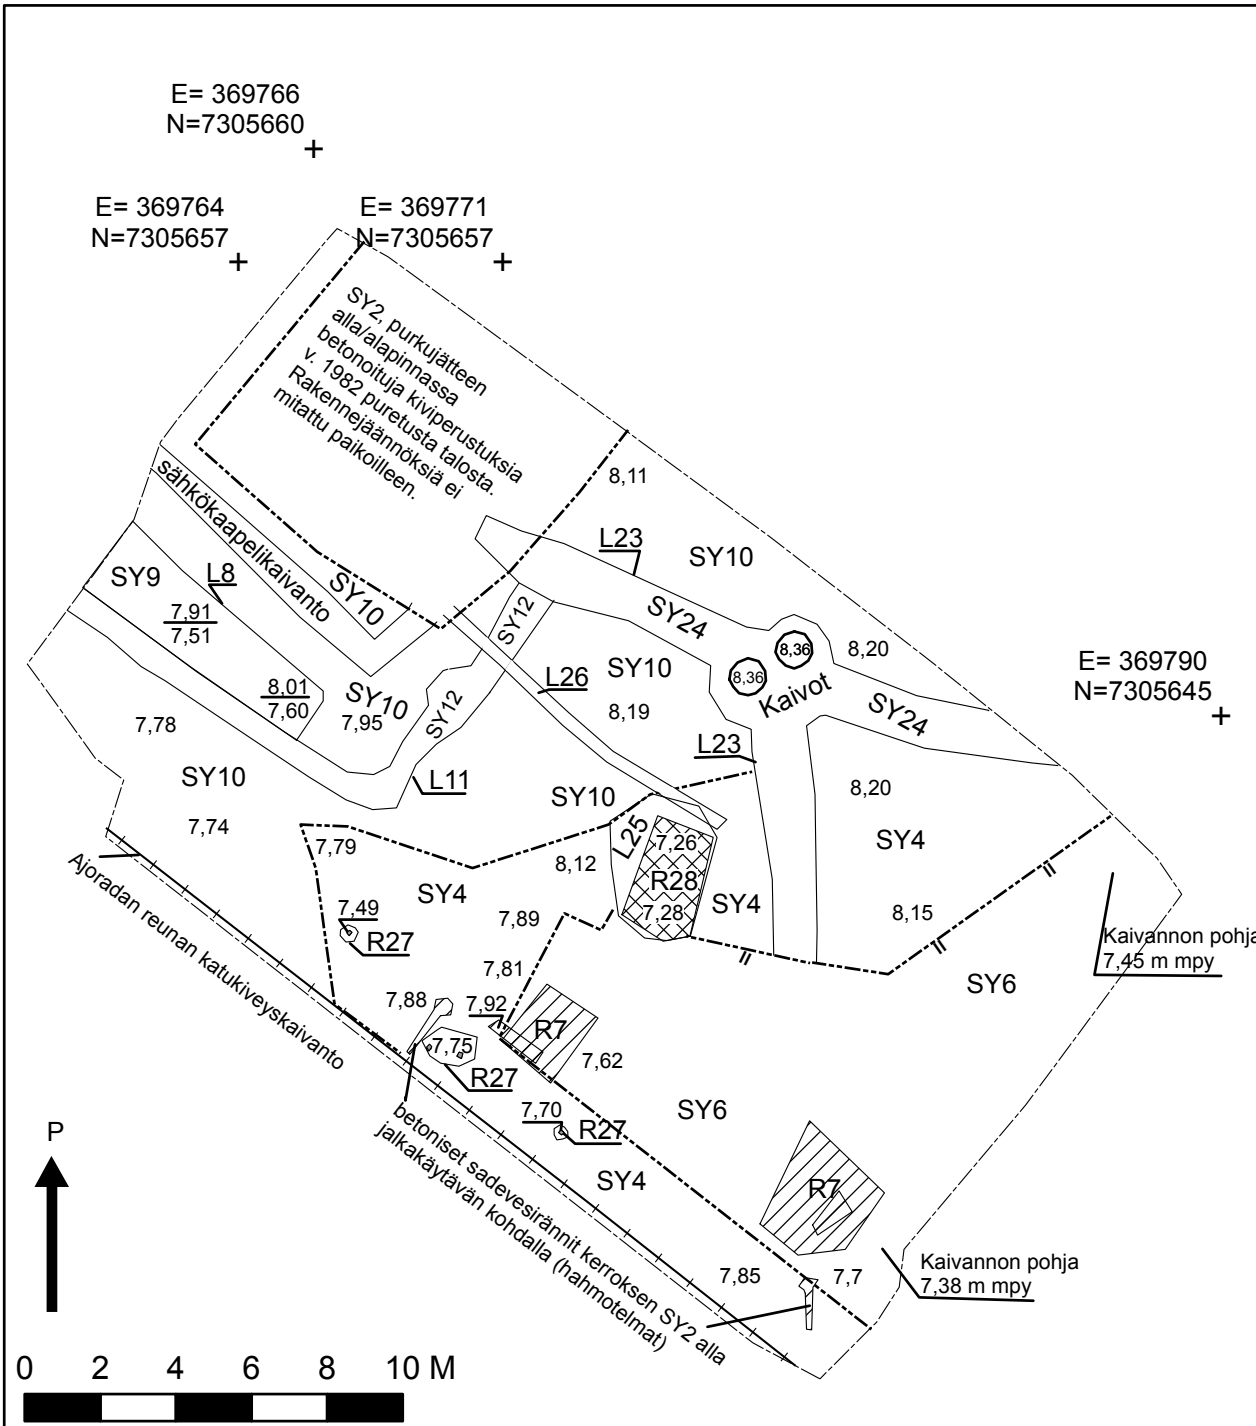 E= 369766
N=7305660
E= 369764
N=7305657
E= 369771
N=7305657
SY2, purkujätteen
alla/alapinnassa
betonoituja kiviperustuksia
v. 1982 puretusta talosta.
Rakennejäännöksiä ei
mitattu paikoilleen.
8,11
sähkökaapelikaivanto
L23
SY10
SY9
L8
SY10
7,91
7,51
SY12
SY24
8,36
8,36
Kaivot
8,20
E= 369790
N=7305645
SY10
L26
8,19
8,01
7,60
SY10
7,95
SY12
SY24
7,78
L23
SY10
L11
SY10
8,20
7,74
SY4
Ajoradan reunan katukiveyskaivanto
7,79
8,12
L25
7,26
R28
7,28
SY4
SY4
7,49
R27
7,89
8,15
7,81
Kaivannon pohja
7,45 m mpy
SY6
7,88
7,92
R7
7,75
R27
7,62
7,70
R27
SY6
P
betoniset sadevesirännit kerroksen SY2 alla
jalkakäytävän kohdalla (hahmotelmat)
SY4
R7
7,85
7,7
Kaivannon pohja
7,38 m mpy
0 2 4 6 8 10 M